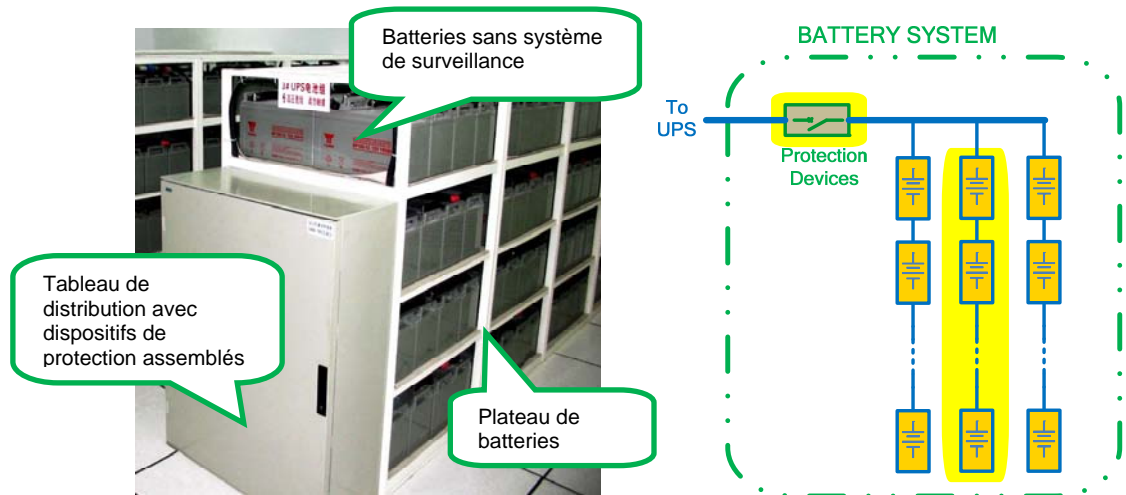 Batteries sans système
de surveillance
Tableau de
distribution avec
dispositifs de
protection assemblés
Plateau de
batteries
BATTERY SYSTEM
To
UPS
Protection
Devices